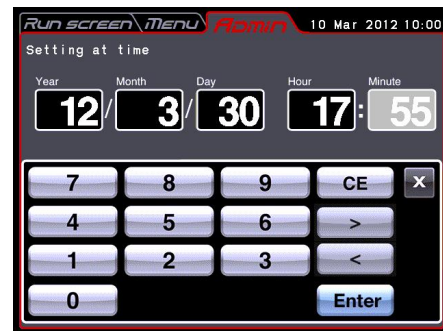 Run screen Menu Admin 10 Mar 2012 10:00
Setting at time
Year Month Day Hour Minute
12/ 3/ 30 17: 55
7 8 9 CE x
4 5 6 >
1 2 3 <
0 Enter